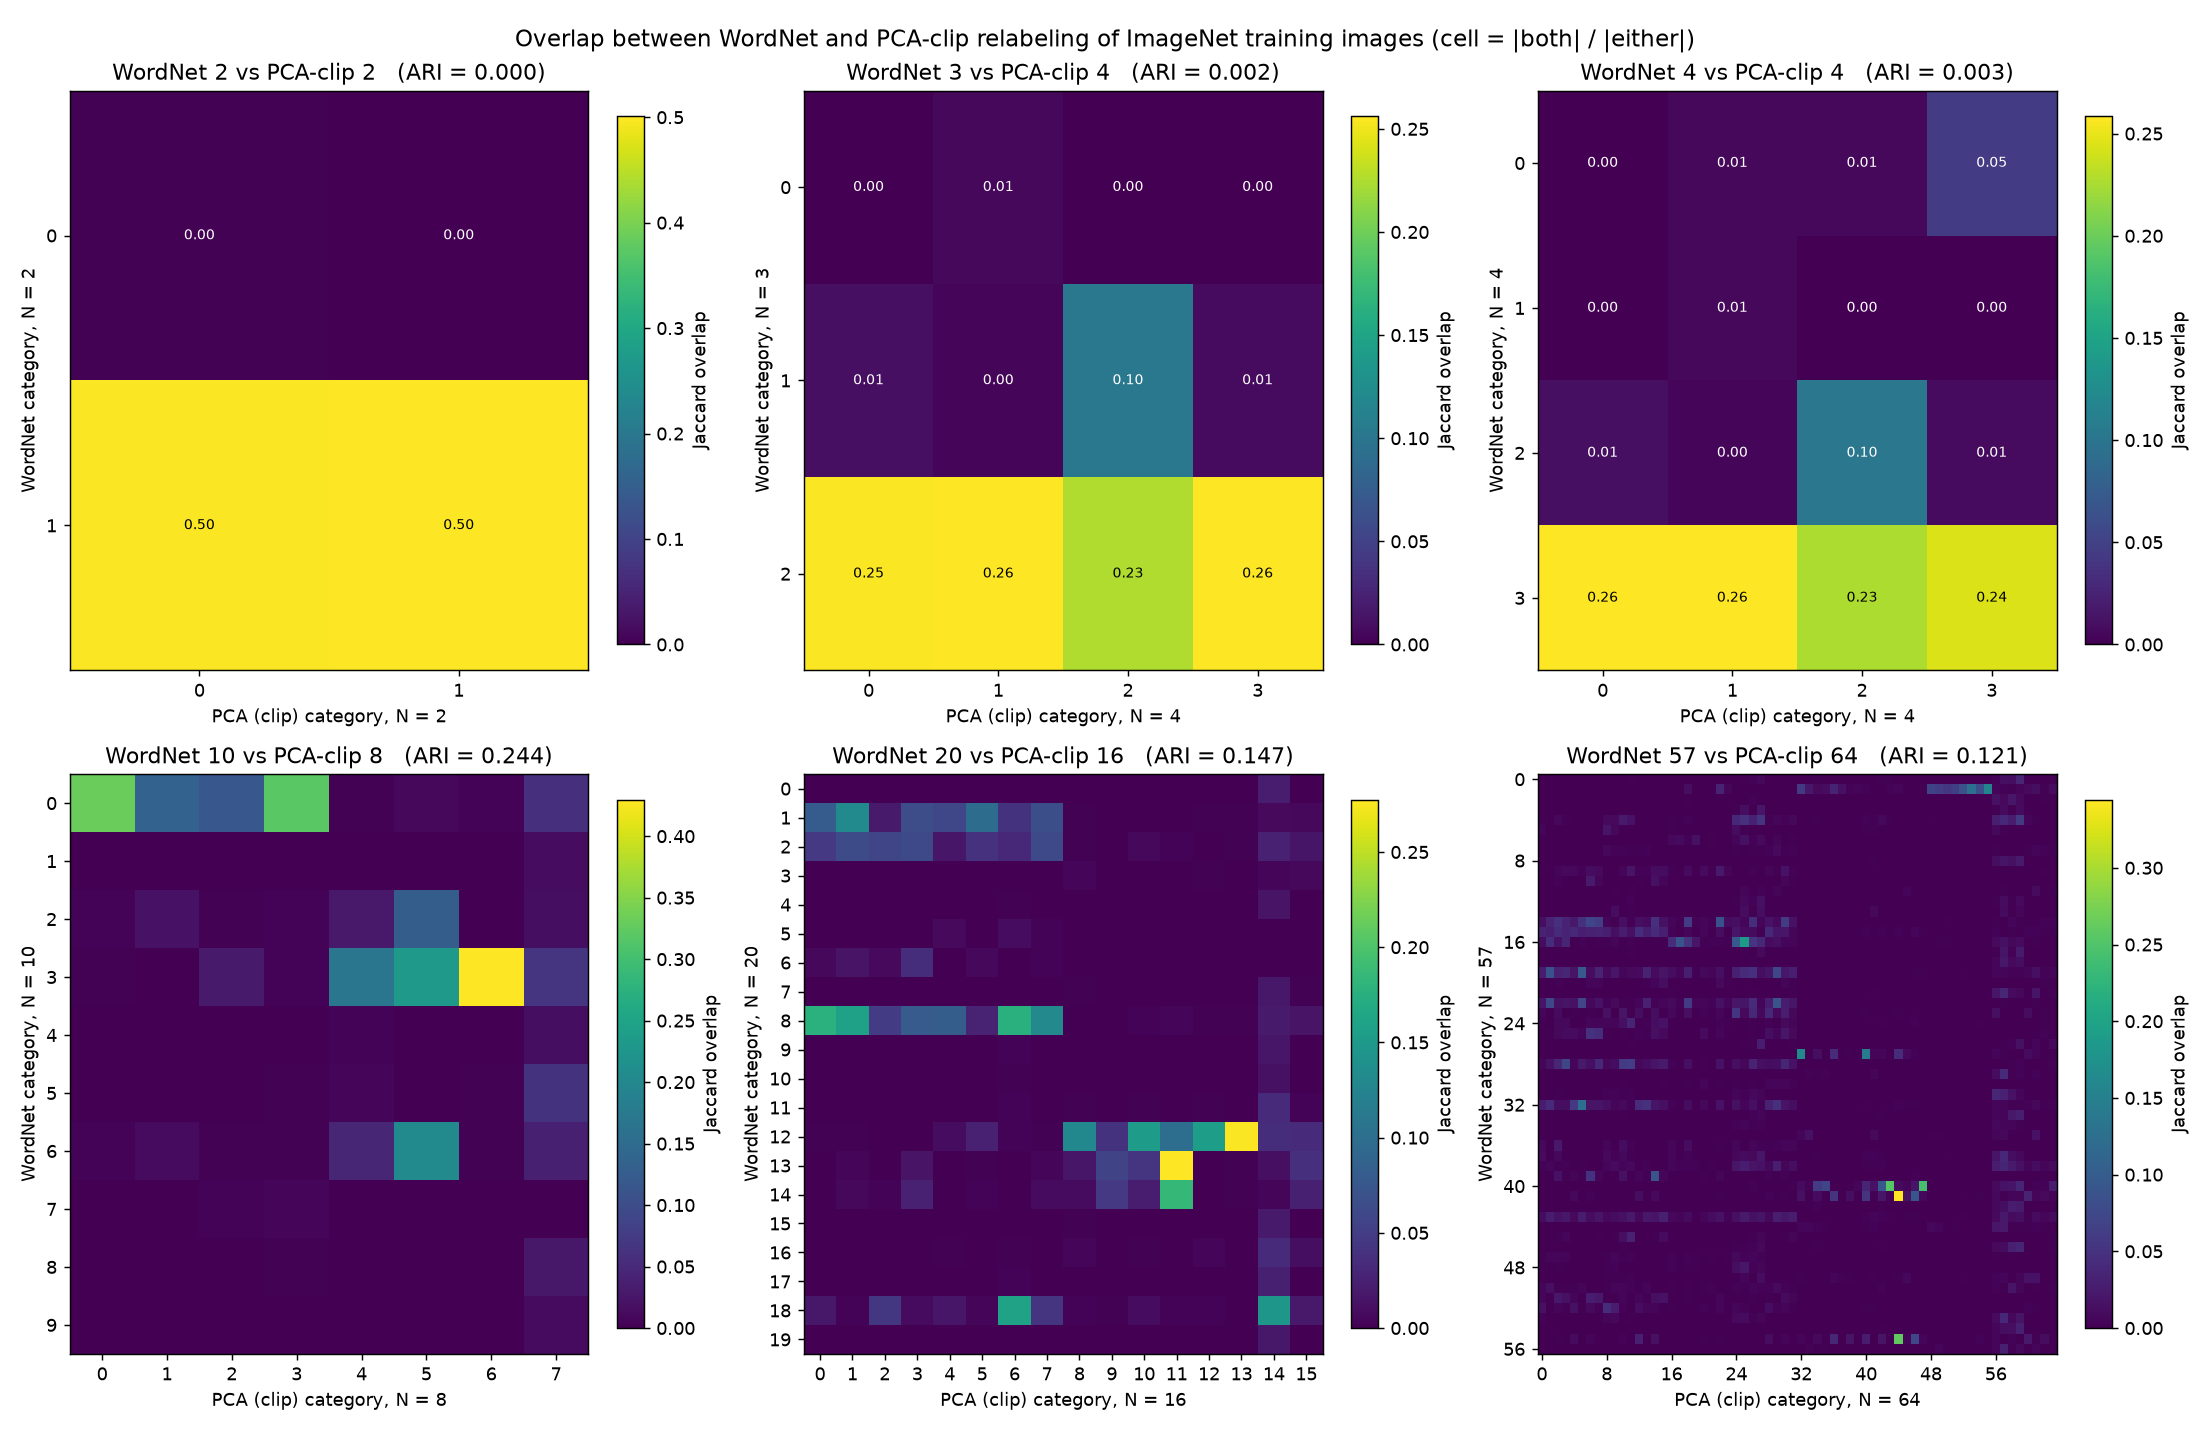 Overlap between WordNet and PCA-clip relabeling of ImageNet training images (cell = |both| / |either|)
WordNet 2 vs PCA-clip 2 (ARI = 0.000)
WordNet category, N = 2
0
1
0.00 0.00
0.50 0.50
0 1
PCA (clip) category, N = 2
0.5
0.4
0.3
0.2
0.1
0.0
Jaccard overlap
WordNet 3 vs PCA-clip 4 (ARI = 0.002)
WordNet category, N = 3
0
1
2
0.00 0.01 0.00 0.00
0.01 0.00 0.10 0.01
0.25 0.26 0.23 0.26
0 1 2 3
PCA (clip) category, N = 4
0.25
0.20
0.15
0.10
0.05
0.00
Jaccard overlap
WordNet 4 vs PCA-clip 4 (ARI = 0.003)
WordNet category, N = 4
0
1
2
3
0.00 0.01 0.01 0.05
0.00 0.01 0.00 0.00
0.01 0.00 0.10 0.01
0.26 0.26 0.23 0.24
0 1 2 3
PCA (clip) category, N = 4
0.25
0.20
0.15
0.10
0.05
0.00
Jaccard overlap
WordNet 10 vs PCA-clip 8 (ARI = 0.244)
WordNet category, N = 10
0
1
2
3
4
5
6
7
8
9
0 1 2 3 4 5 6 7
PCA (clip) category, N = 8
0.40
0.35
0.30
0.25
0.20
0.15
0.10
0.05
0.00
Jaccard overlap
WordNet 20 vs PCA-clip 16 (ARI = 0.147)
WordNet category, N = 20
0
1
2
3
4
5
6
7
8
9
10
11
12
13
14
15
16
17
18
19
0 1 2 3 4 5 6 7 8 9 10 11 12 13 14 15
PCA (clip) category, N = 16
0.25
0.20
0.15
0.10
0.05
0.00
Jaccard overlap
WordNet 57 vs PCA-clip 64 (ARI = 0.121)
WordNet category, N = 57
0
8
16
24
32
40
48
56
0 8 16 24 32 40 48 56
PCA (clip) category, N = 64
0.30
0.25
0.20
0.15
0.10
0.05
0.00
Jaccard overlap